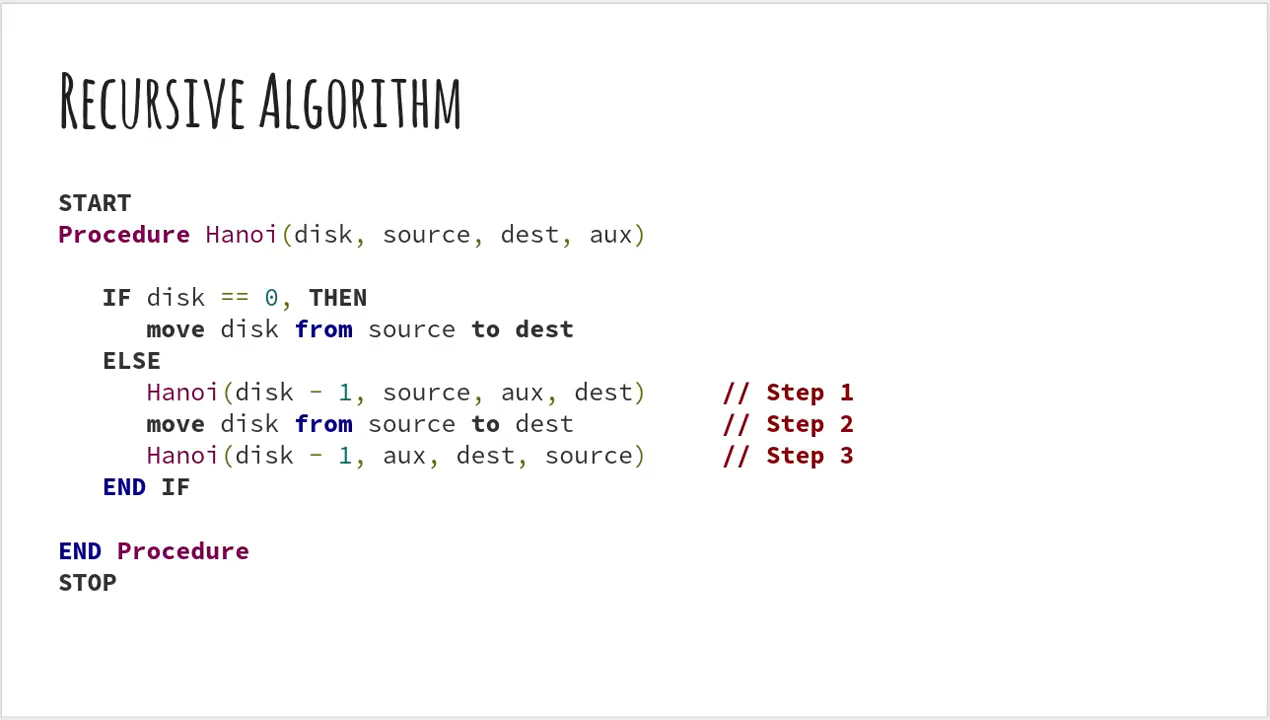 RECURSIVE ALGORITHM
START
Procedure Hanoi(disk, source, dest, aux)
IF disk == 0, THEN
move disk from source to dest
ELSE
Hanoi(disk - 1, source, aux, dest) // Step 1
move disk from source to dest // Step 2
Hanoi(disk - 1, aux, dest, source) // Step 3
END IF
END Procedure
STOP